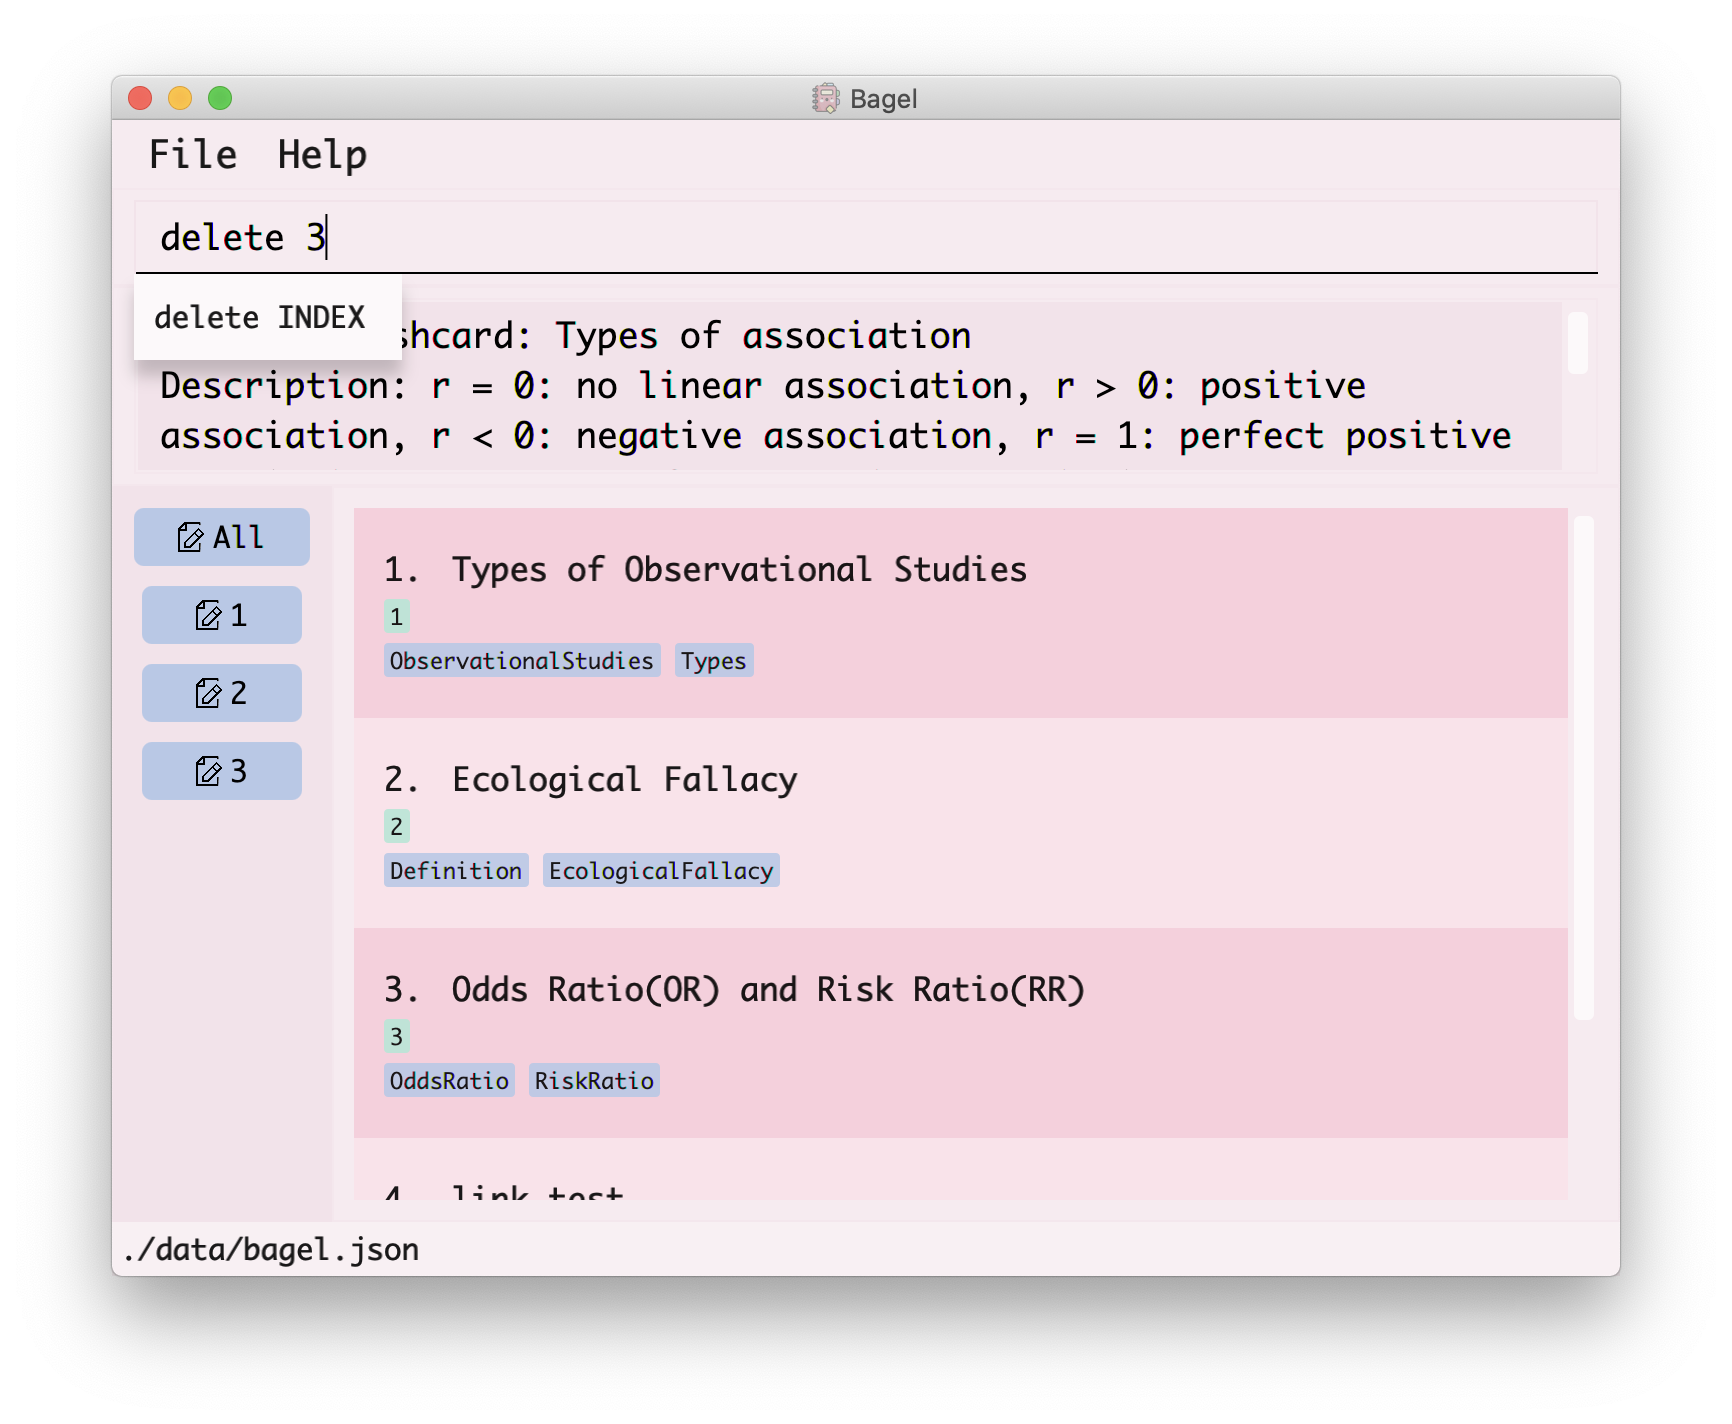 Bagel
File Help
delete 3
delete INDEX
shcard: Types of association
Description: r = 0: no linear association, r > 0: positive
association, r < 0: negative association, r = 1: perfect positive
All
1
2
3
1. Types of Observational Studies
1
ObservationalStudies Types
2. Ecological Fallacy
2
Definition EcologicalFallacy
3. Odds Ratio(OR) and Risk Ratio(RR)
3
OddsRatio RiskRatio
4. link test
./data/bagel.json